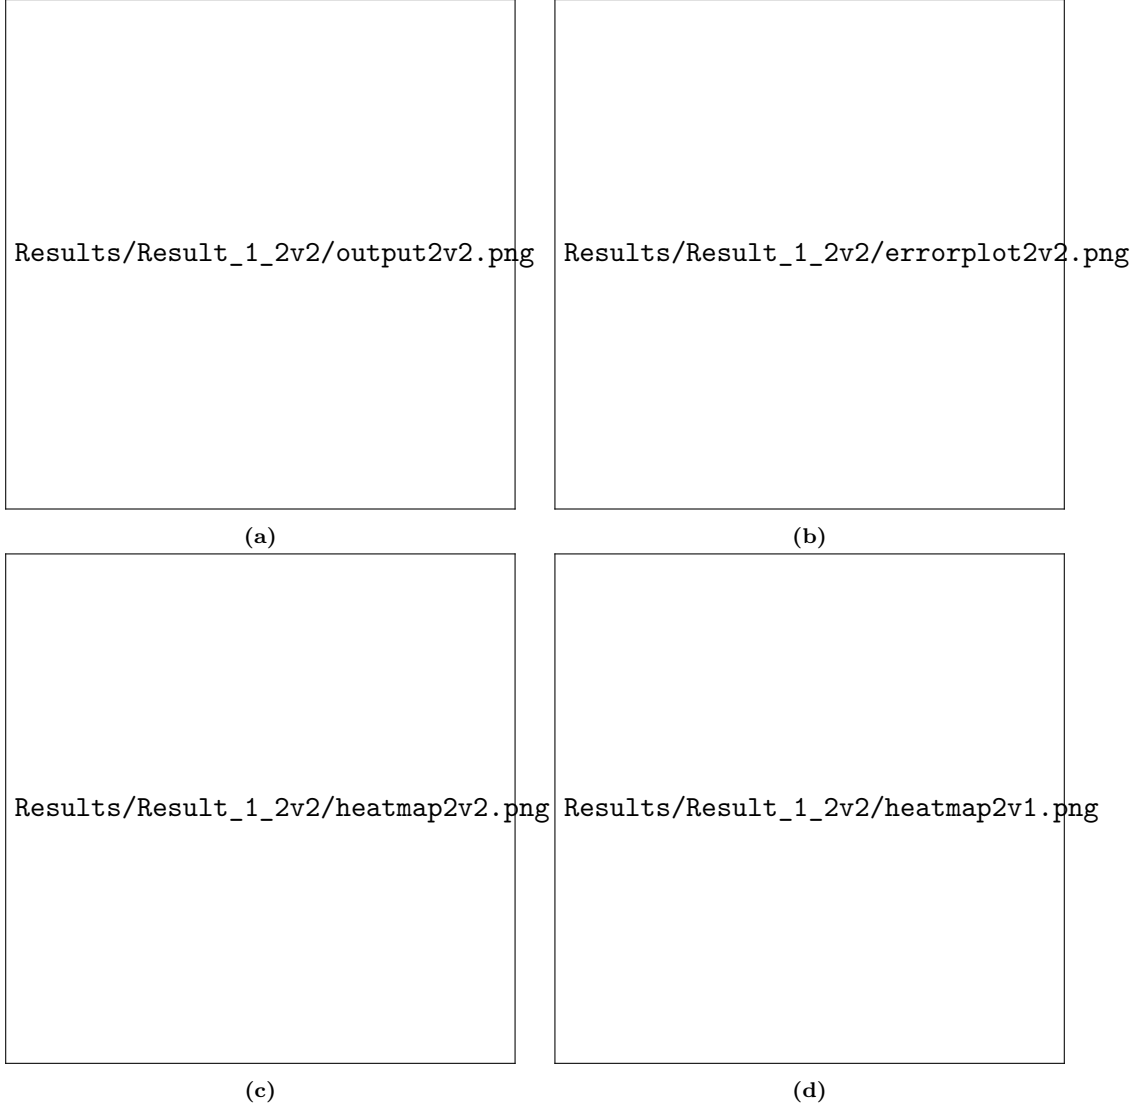 Results/Result_1_2v2/output2v2.png
Results/Result_1_2v2/errorplot2v2.png
(a)
(b)
Results/Result_1_2v2/heatmap2v2.png
Results/Result_1_2v2/heatmap2v1.png
(c)
(d)